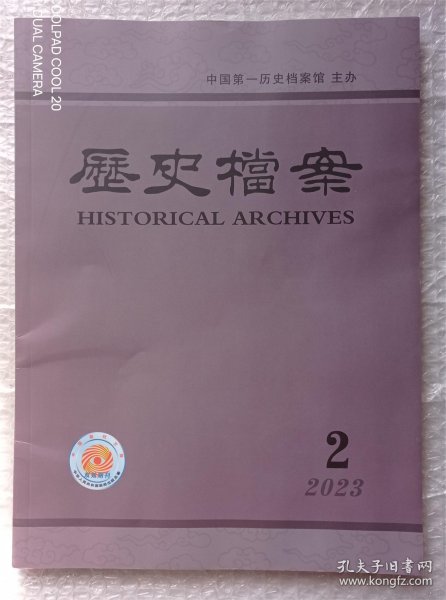 COOLPAD COOL 20
DUAL CAMERA
中国第一历史档案馆 主办
歷史檔案
HISTORICAL ARCHIVES
2
2023
孔夫子旧书网
www.kongfz.com